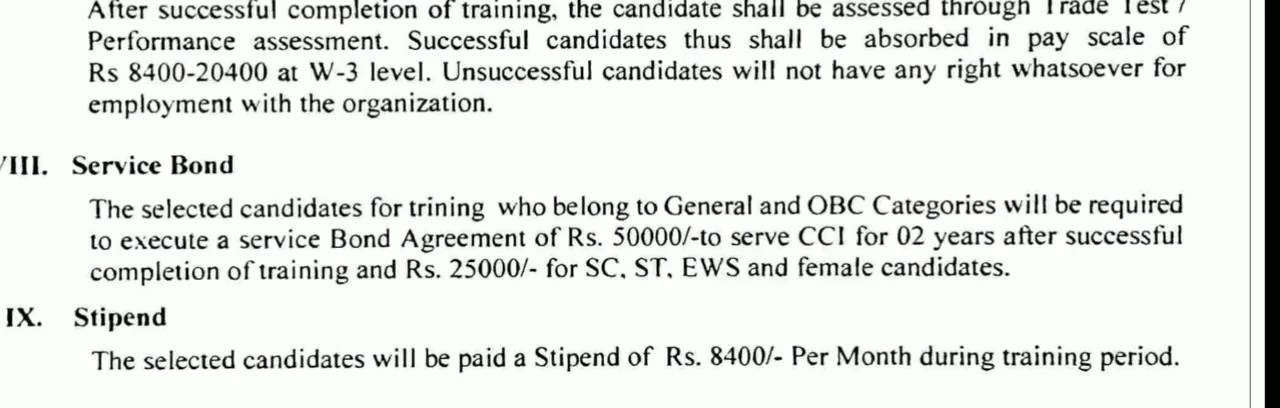 After successful completion of training, the candidate shall be assessed through Trade Test /
Performance assessment. Successful candidates thus shall be absorbed in pay scale of
Rs 8400-20400 at W-3 level. Unsuccessful candidates will not have any right whatsoever for
employment with the organization.
VIII. Service Bond
The selected candidates for trining who belong to General and OBC Categories will be required
to execute a service Bond Agreement of Rs. 50000/-to serve CCI for 02 years after successful
completion of training and Rs. 25000/- for SC, ST, EWS and female candidates.
IX. Stipend
The selected candidates will be paid a Stipend of Rs. 8400/- Per Month during training period.